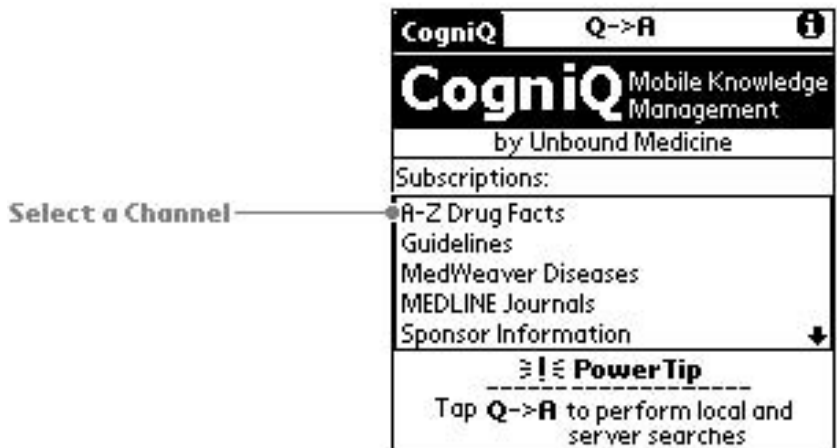 CogniQ Q->A i
CogniQ Mobile Knowledge
Management
by Unbound Medicine
Subscriptions:
Select a Channel
A-Z Drug Facts
Guidelines
MedWeaver Diseases
MEDLINE Journals
Sponsor Information
! PowerTip
Tap Q->A to perform local and
server searches